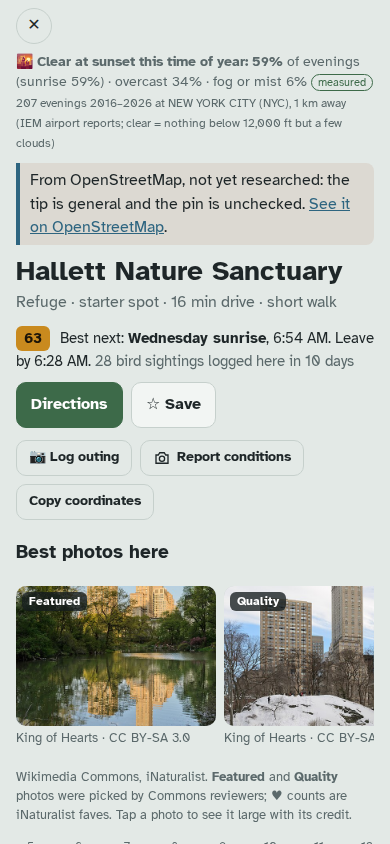 ✕
🌇 Clear at sunset this time of year: 59% of evenings
(sunrise 59%) · overcast 34% · fog or mist 6% measured
207 evenings 2016–2026 at NEW YORK CITY (NYC), 1 km away
(IEM airport reports; clear = nothing below 12,000 ft but a few
clouds)
From OpenStreetMap, not yet researched: the
tip is general and the pin is unchecked. See it
on OpenStreetMap.
Hallett Nature Sanctuary
Refuge · starter spot · 16 min drive · short walk
63 Best next: Wednesday sunrise, 6:54 AM. Leave
by 6:28 AM. 28 bird sightings logged here in 10 days
Directions
☆ Save
📷 Log outing
Report conditions
Copy coordinates
Best photos here
Featured
Quality
King of Hearts · CC BY-SA 3.0
King of Hearts · CC BY-SA
Wikimedia Commons, iNaturalist. Featured and Quality
photos were picked by Commons reviewers; ♥ counts are
iNaturalist faves. Tap a photo to see it large with its credit.